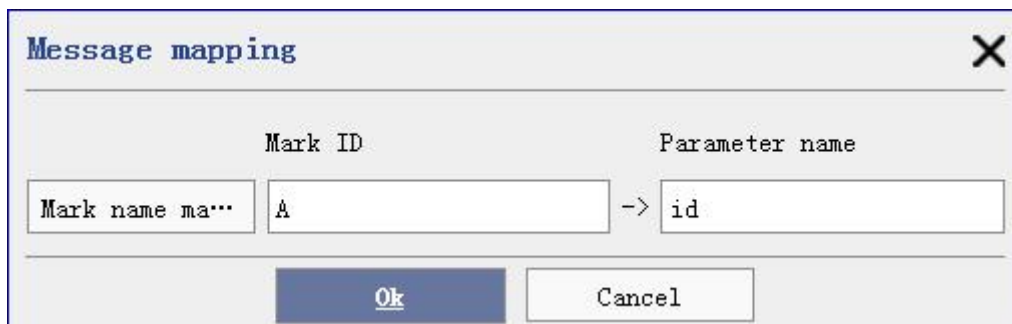 Message mapping
Mark ID Parameter name
Mark name ma… A -> id
Ok Cancel